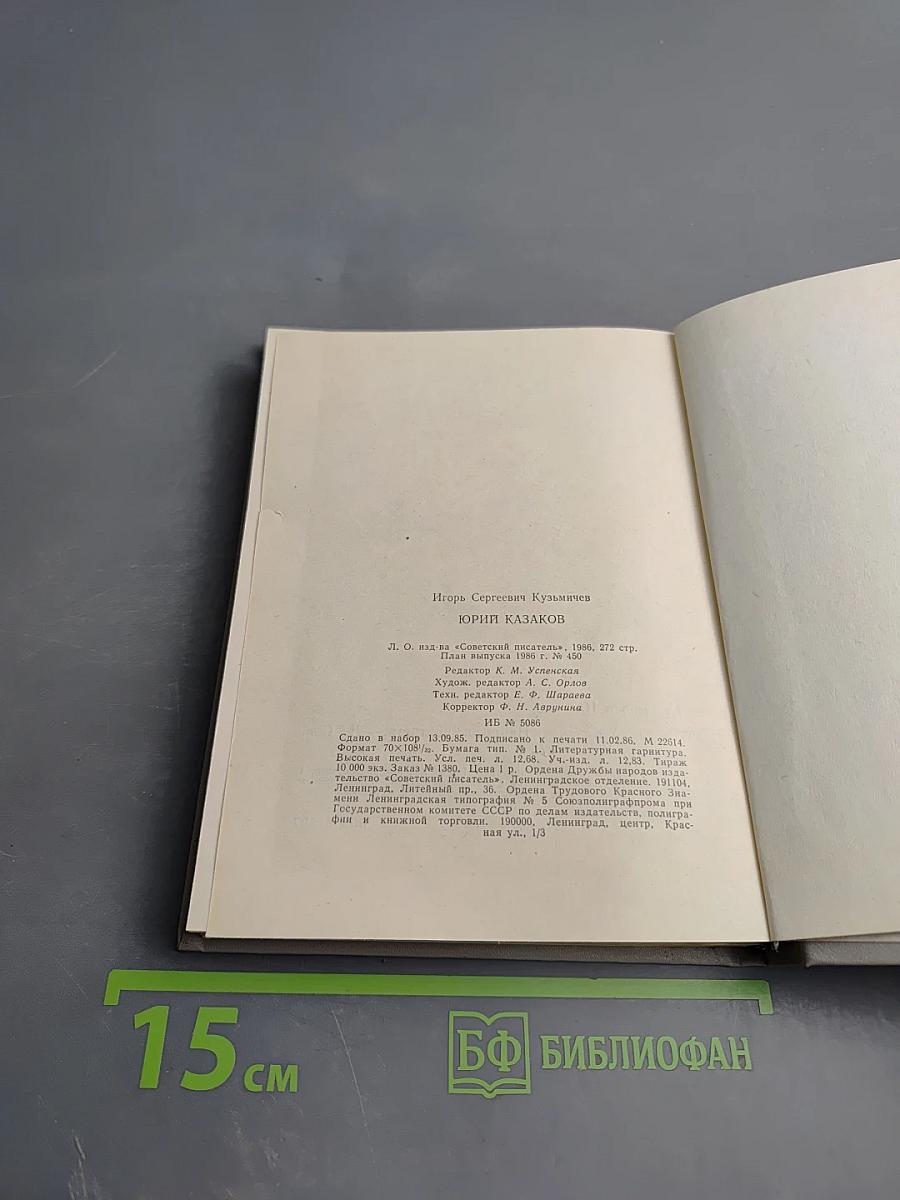 Игорь Сергеевич Кузьмичев
ЮРИЙ КАЗАКОВ
Л. О. изд-ва «Советский писатель», 1986, 272 стр.
План выпуска 1986 г. № 450
Редактор К. М. Успенская
Худож. редактор А. С. Орлов
Техн. редактор Е. Ф. Шараева
Корректор Ф. Н. Аврунина
ИБ № 5086
Сдано в набор 13.09.85. Подписано к печати 11.02.86. М 22614.
Формат 70×108¹/₃₂. Бумага тип. № 1. Литературная гарнитура.
Высокая печать. Усл. печ. л. 12,68. Уч.-изд. л. 12,83. Тираж
10 000 экз. Заказ № 1380. Цена 1 р. Ордена Дружбы народов изда-
тельство «Советский писатель». Ленинградское отделение. 191104,
Ленинград, Литейный пр., 36. Ордена Трудового Красного Зна-
мени Ленинградская типография № 5 Союзполиграфпрома при
Государственном комитете СССР по делам издательств, полигра-
фии и книжной торговли. 190000, Ленинград, центр, Крас-
ная ул., 1/3
15 см
БФ БИБЛИОФАН